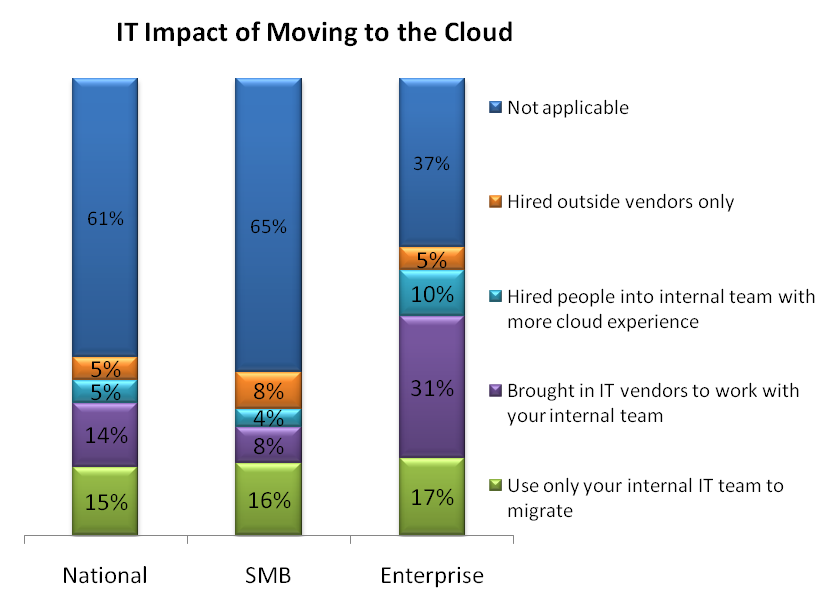 IT Impact of Moving to the Cloud
61%
5%
5%
14%
15%
65%
8%
4%
8%
16%
37%
5%
10%
31%
17%
National
SMB
Enterprise
Not applicable
Hired outside vendors only
Hired people into internal team with
more cloud experience
Brought in IT vendors to work with
your internal team
Use only your internal IT team to
migrate